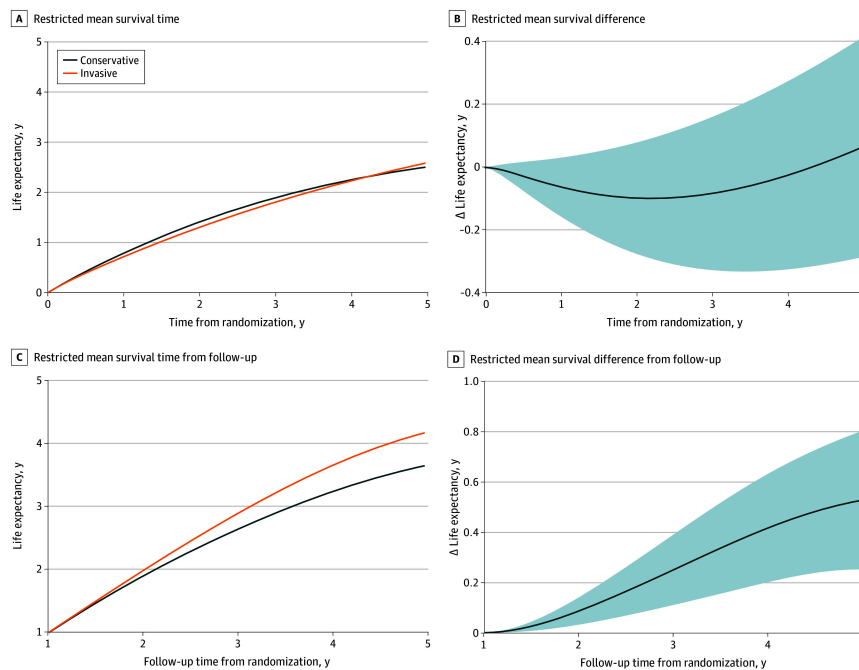 A Restricted mean survival time
5
4
3
2
1
0
Life expectancy, y
Conservative
Invasive
0 1 2 3 4 5
Time from randomization, y
B Restricted mean survival difference
0.4
0.2
0
-0.2
-0.4
Δ Life expectancy, y
0 1 2 3 4
Time from randomization, y
C Restricted mean survival time from follow-up
5
4
3
2
1
Life expectancy, y
1 2 3 4 5
Follow-up time from randomization, y
D Restricted mean survival difference from follow-up
1.0
0.8
0.6
0.4
0.2
0
Δ Life expectancy, y
1 2 3 4
Follow-up time from randomization, y